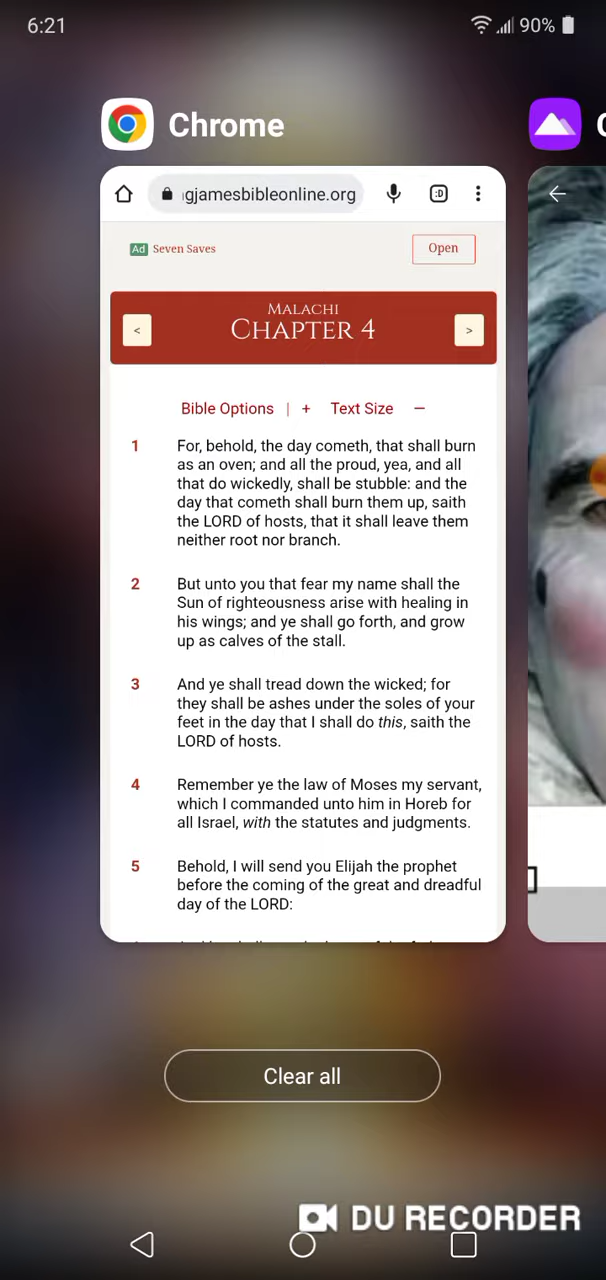 6:21
90%
Chrome
gjamesbibleonline.org
:D
Ad Seven Saves
Open
Malachi
Chapter 4
<
>
Bible Options | + Text Size −
1 For, behold, the day cometh, that shall burn
as an oven; and all the proud, yea, and all
that do wickedly, shall be stubble: and the
day that cometh shall burn them up, saith
the LORD of hosts, that it shall leave them
neither root nor branch.
2 But unto you that fear my name shall the
Sun of righteousness arise with healing in
his wings; and ye shall go forth, and grow
up as calves of the stall.
3 And ye shall tread down the wicked; for
they shall be ashes under the soles of your
feet in the day that I shall do this, saith the
LORD of hosts.
4 Remember ye the law of Moses my servant,
which I commanded unto him in Horeb for
all Israel, with the statutes and judgments.
5 Behold, I will send you Elijah the prophet
before the coming of the great and dreadful
day of the LORD:
Clear all
DU RECORDER